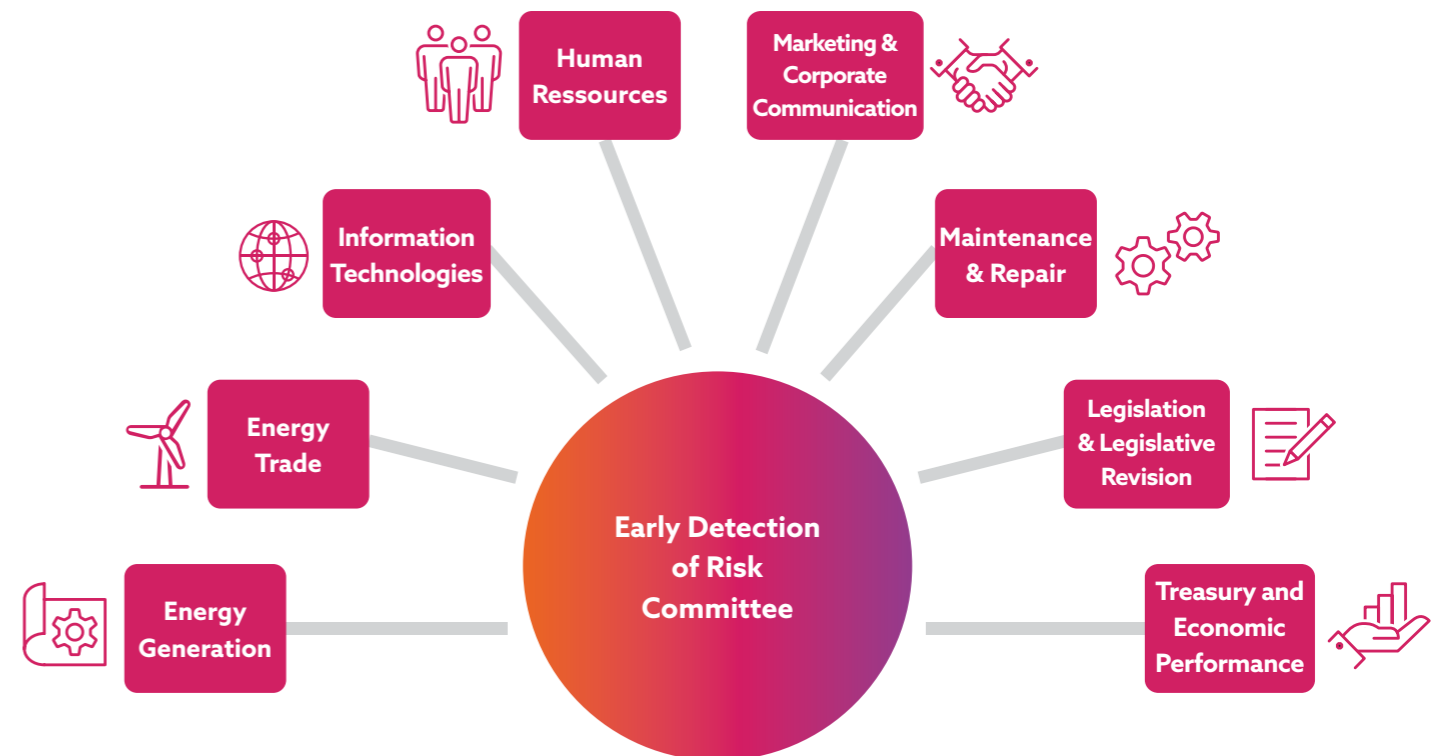 Human
Ressources
Marketing &
Corporate
Communication
Information
Technologies
Maintenance
& Repair
Energy
Trade
Legislation
& Legislative
Revision
Early Detection
of Risk
Committee
Energy
Generation
Treasury and
Economic
Performance